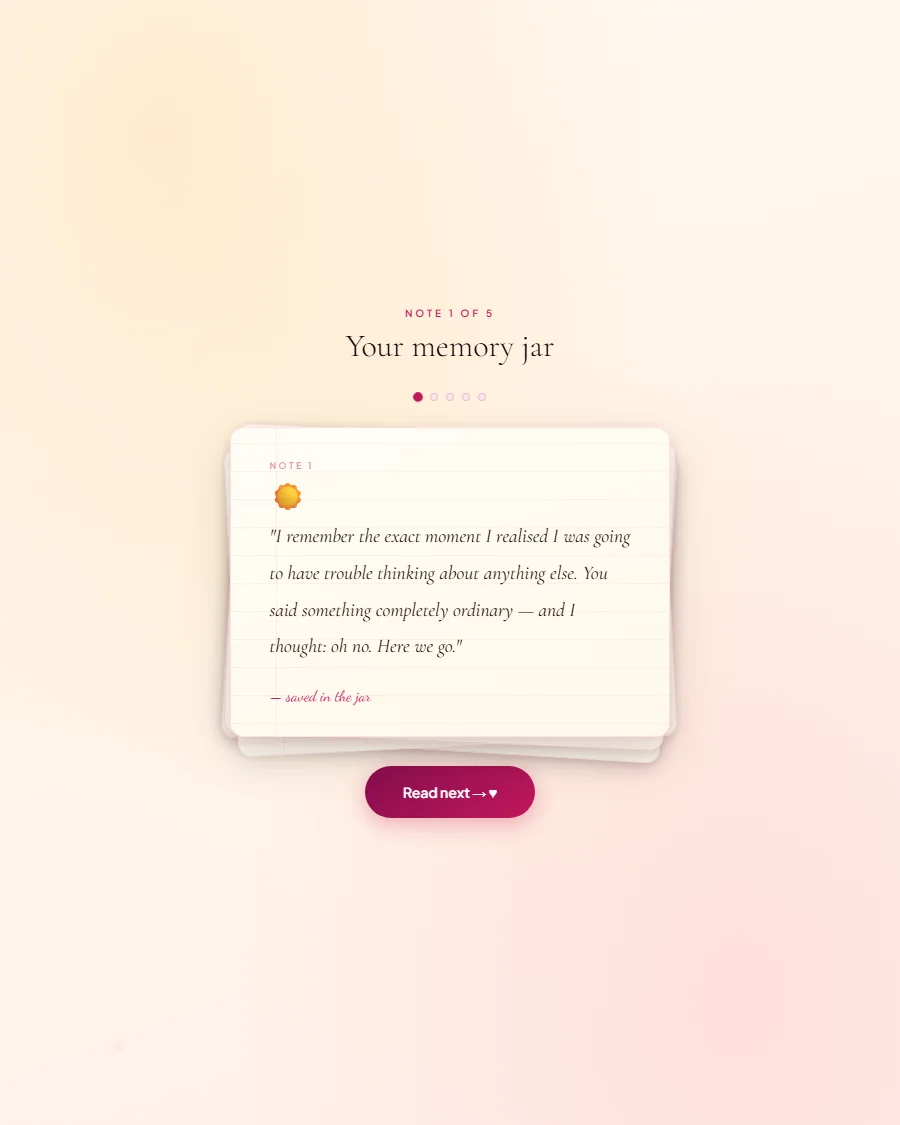 NOTE 1 OF 5
Your memory jar
NOTE 1
"I remember the exact moment I realised I was going
to have trouble thinking about anything else. You
said something completely ordinary — and I
thought: oh no. Here we go."
— saved in the jar
Read next → ♥